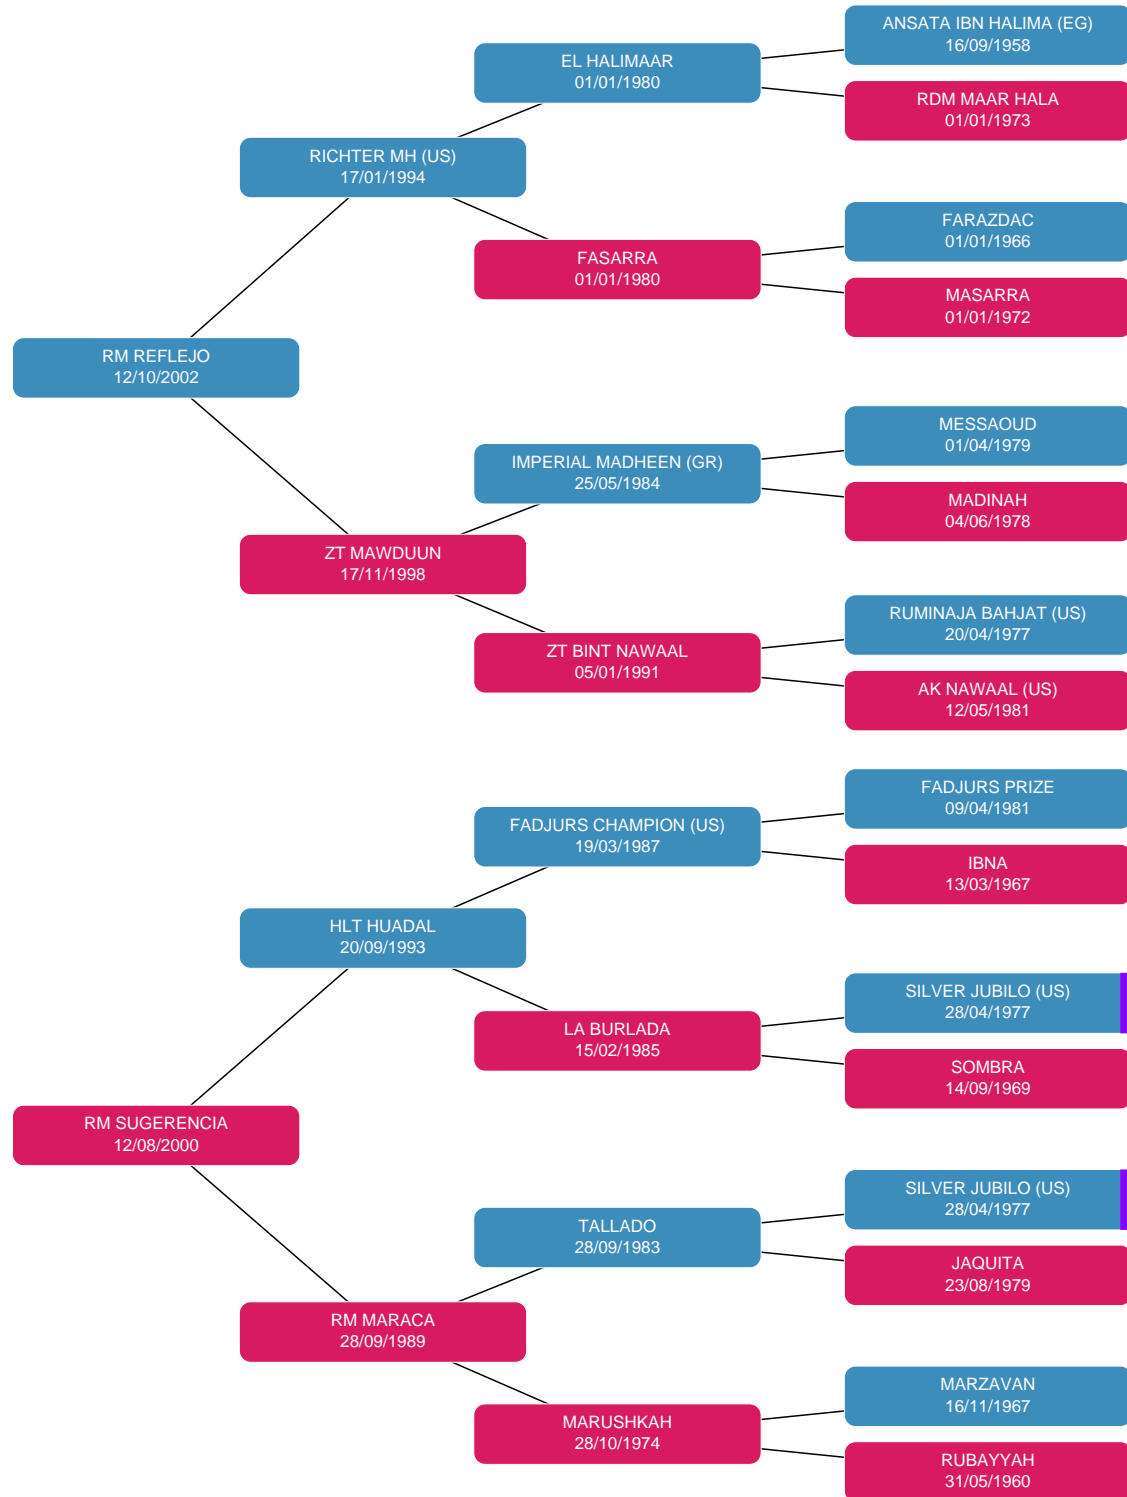 ANSATA IBN HALIMA (EG)
16/09/1958
EL HALIMAAR
01/01/1980
RDM MAAR HALA
01/01/1973
RICHTER MH (US)
17/01/1994
FARAZDAC
01/01/1966
FASARRA
01/01/1980
MASARRA
01/01/1972
RM REFLEJO
12/10/2002
MESSAOUD
01/04/1979
IMPERIAL MADHEEN (GR)
25/05/1984
MADINAH
04/06/1978
ZT MAWDUUN
17/11/1998
RUMINAJA BAHJAT (US)
20/04/1977
ZT BINT NAWAAL
05/01/1991
AK NAWAAL (US)
12/05/1981
FADJURS PRIZE
09/04/1981
FADJURS CHAMPION (US)
19/03/1987
IBNA
13/03/1967
HLT HUADAL
20/09/1993
SILVER JUBILO (US)
28/04/1977
LA BURLADA
15/02/1985
SOMBRA
14/09/1969
RM SUGERENCIA
12/08/2000
SILVER JUBILO (US)
28/04/1977
TALLADO
28/09/1983
JAQUITA
23/08/1979
RM MARACA
28/09/1989
MARZAVAN
16/11/1967
MARUSHKAH
28/10/1974
RUBAYYAH
31/05/1960